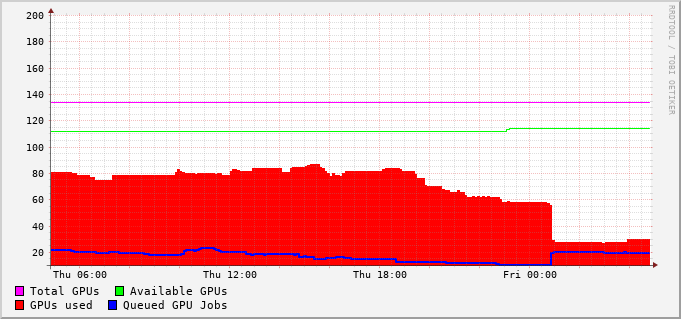 200
180
160
140
120
100
80
60
40
20
Thu 06:00 Thu 12:00 Thu 18:00 Fri 00:00
Total GPUs Available GPUs
GPUs used Queued GPU Jobs
RRDTOOL / TOBI OETIKER